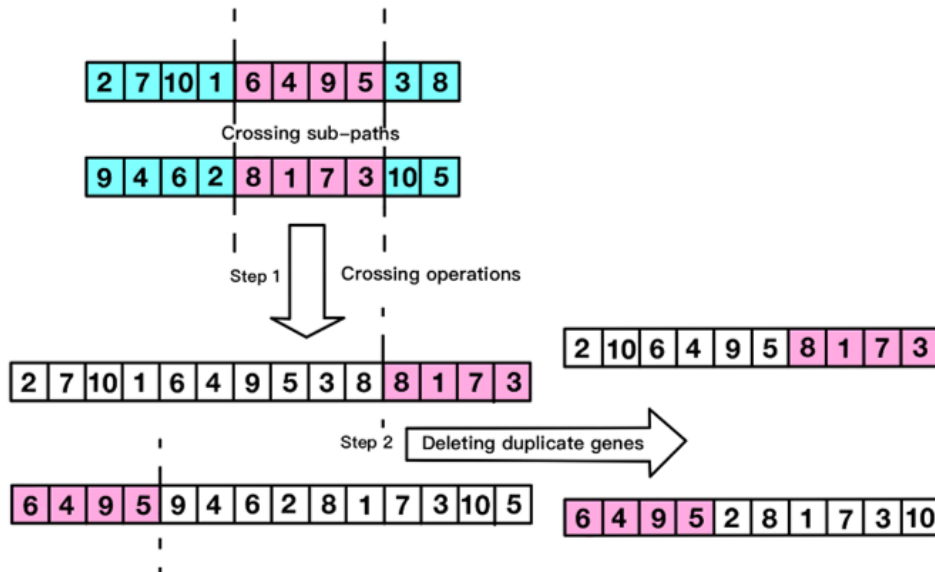 2 7 10 1 6 4 9 5 3 8
Crossing sub-paths
9 4 6 2 8 1 7 3 10 5
Step 1
Crossing operations
2 7 10 1 6 4 9 5 3 8 8 1 7 3
2 10 6 4 9 5 8 1 7 3
Step 2
Deleting duplicate genes
6 4 9 5 9 4 6 2 8 1 7 3 10 5
6 4 9 5 2 8 1 7 3 10